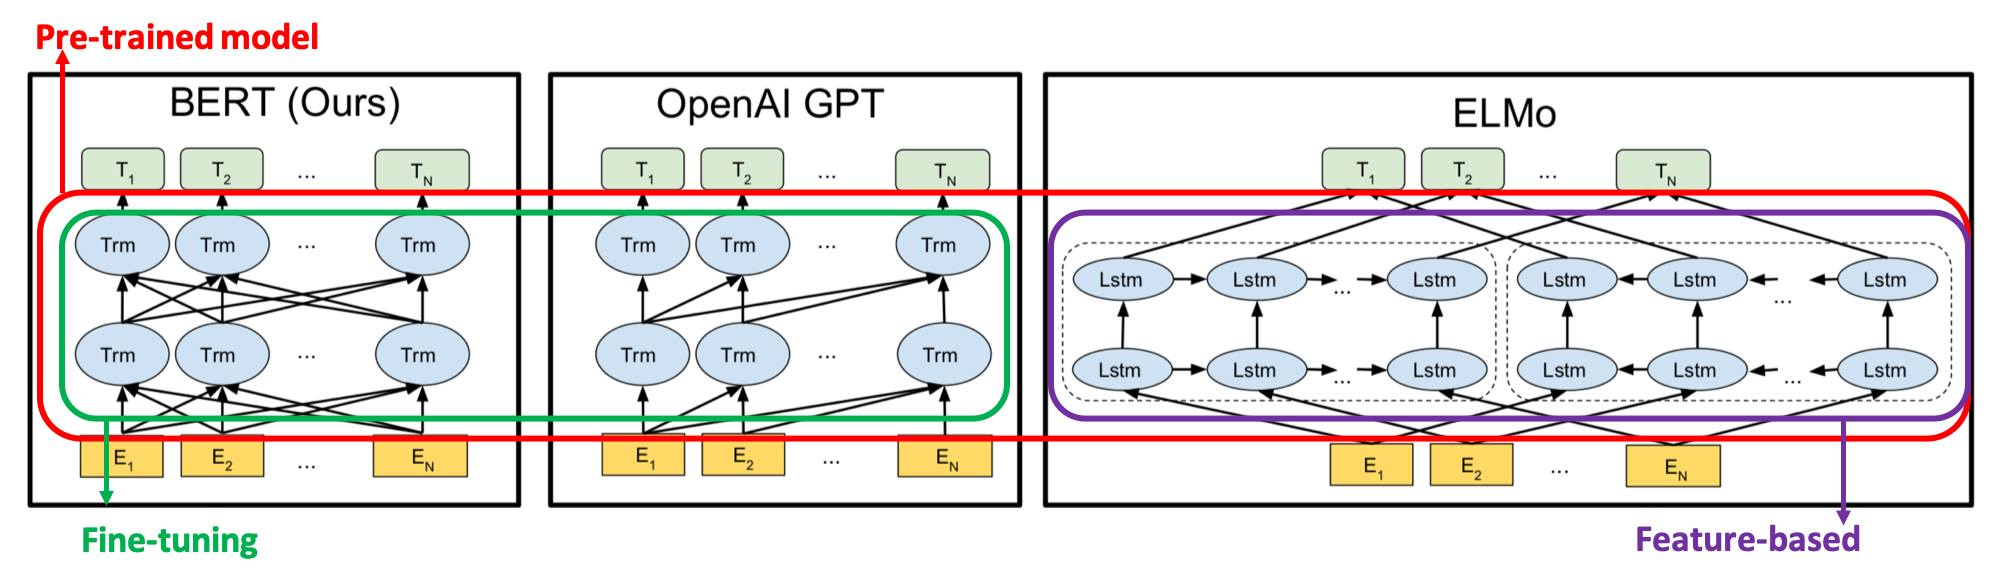 Pre-trained model
BERT (Ours)
OpenAI GPT
ELMo
T1 T2 ... TN
T1 T2 ... TN
T1 T2 ... TN
Trm Trm ... Trm
Trm Trm ... Trm
Lstm Lstm ... Lstm
Lstm Lstm ... Lstm
Trm Trm ... Trm
Trm Trm ... Trm
Lstm Lstm ... Lstm
Lstm Lstm ... Lstm
E1 E2 ... EN
E1 E2 ... EN
E1 E2 ... EN
Fine-tuning
Feature-based